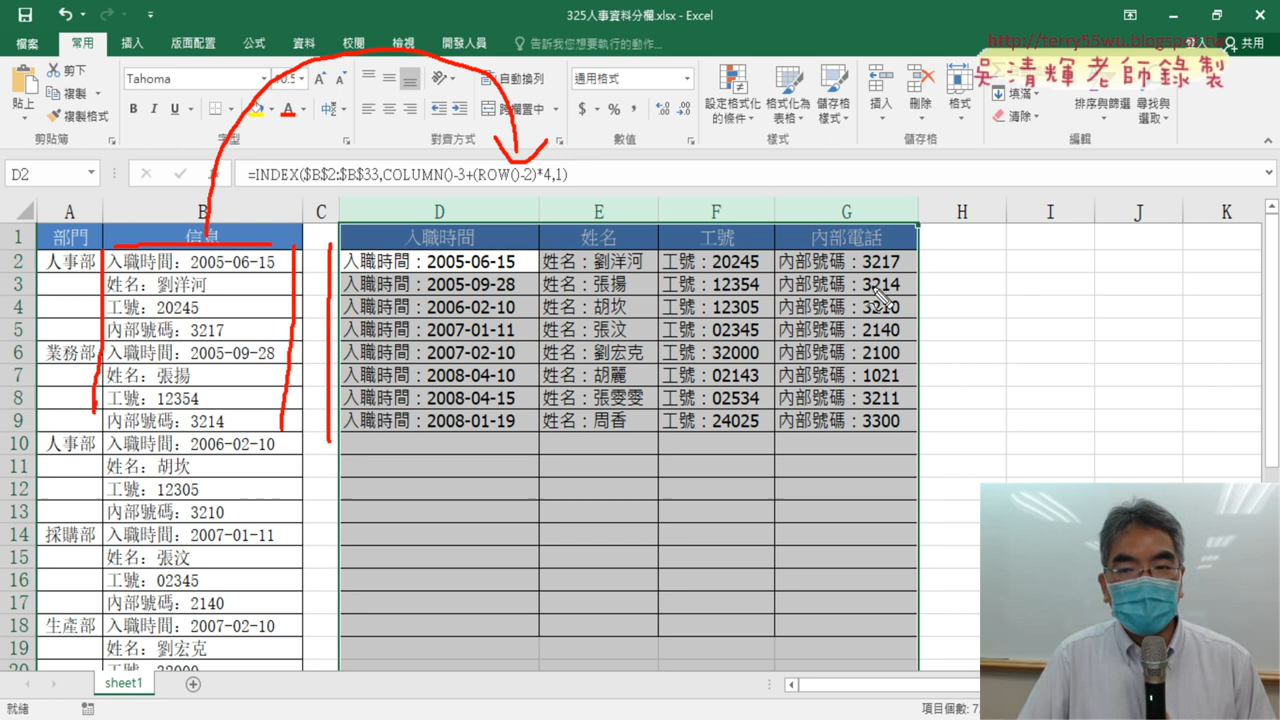 325人事資料分欄.xlsx - Excel
http://terry55wu.blogspot.tw
吳清輝老師錄製
檔案 常用 插入 版面配置 公式 資料 校閱 檢視 開發人員 告訴我您想要執行的動作... 共用
貼上 剪下 複製 複製格式
Tahoma
自動換列
跨欄置中
通用格式
$ % ,
設定格式化的條件 格式化為表格 儲存格樣式
插入 刪除 格式
填滿 清除
排序與篩選 尋找與選取
剪貼簿 字型 對齊方式 數值 樣式 儲存格 編輯
D2 =INDEX($B$2:$B$33,COLUMN()-3+(ROW()-2)*4,1)
A B C D E F G H I J K
1 部門 信息 入職時間 姓名 工號 內部電話
2 人事部 入職時間: 2005-06-15 入職時間：2005-06-15 姓名：劉洋河 工號：20245 內部號碼：3217
3 姓名: 劉洋河 入職時間：2005-09-28 姓名：張揚 工號：12354 內部號碼：3214
4 工號: 20245 入職時間：2006-02-10 姓名：胡坎 工號：12305 內部號碼：3210
5 內部號碼: 3217 入職時間：2007-01-11 姓名：張汶 工號：02345 內部號碼：2140
6 業務部 入職時間: 2005-09-28 入職時間：2007-02-10 姓名：劉宏克 工號：32000 內部號碼：2100
7 姓名: 張揚 入職時間：2008-04-10 姓名：胡麗 工號：02143 內部號碼：1021
8 工號: 12354 入職時間：2008-04-15 姓名：張雯雯 工號：02534 內部號碼：3211
9 內部號碼: 3214 入職時間：2008-01-19 姓名：周香 工號：24025 內部號碼：3300
10 人事部 入職時間: 2006-02-10
11 姓名: 胡坎
12 工號: 12305
13 內部號碼: 3210
14 採購部 入職時間: 2007-01-11
15 姓名: 張汶
16 工號: 02345
17 內部號碼: 2140
18 生產部 入職時間: 2007-02-10
19 姓名: 劉宏克
20 工號: 32000
sheet1
就緒